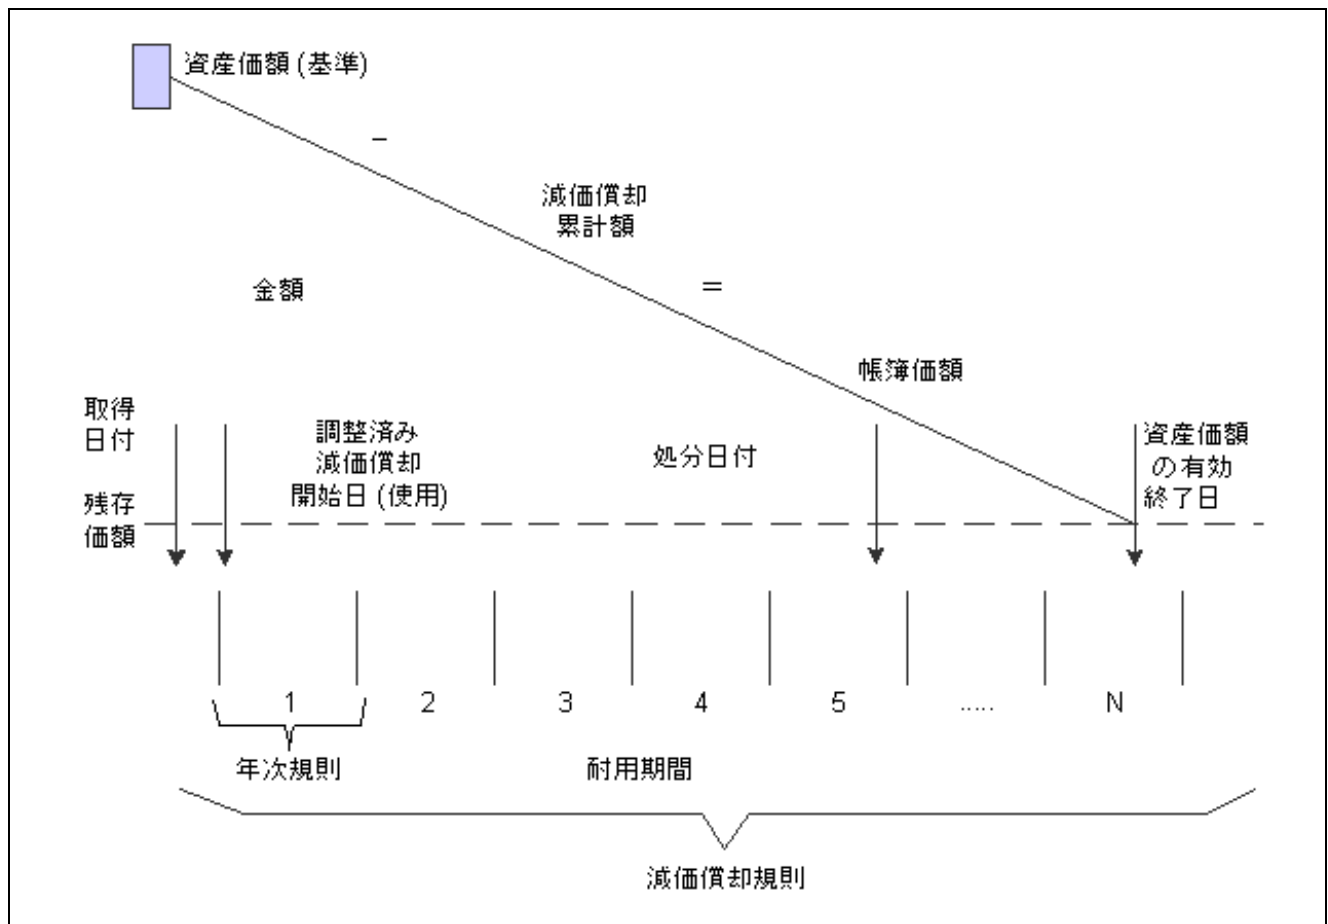 資産価額 (基準)
−
減価償却
累計額
金額
=
帳簿価額
取得
日付
調整済み
減価償却
開始日 (使用)
処分日付
資産価額
の有効
終了日
残存
価額
1
2
3
4
5
.....
N
年次規則
耐用期間
減価償却規則